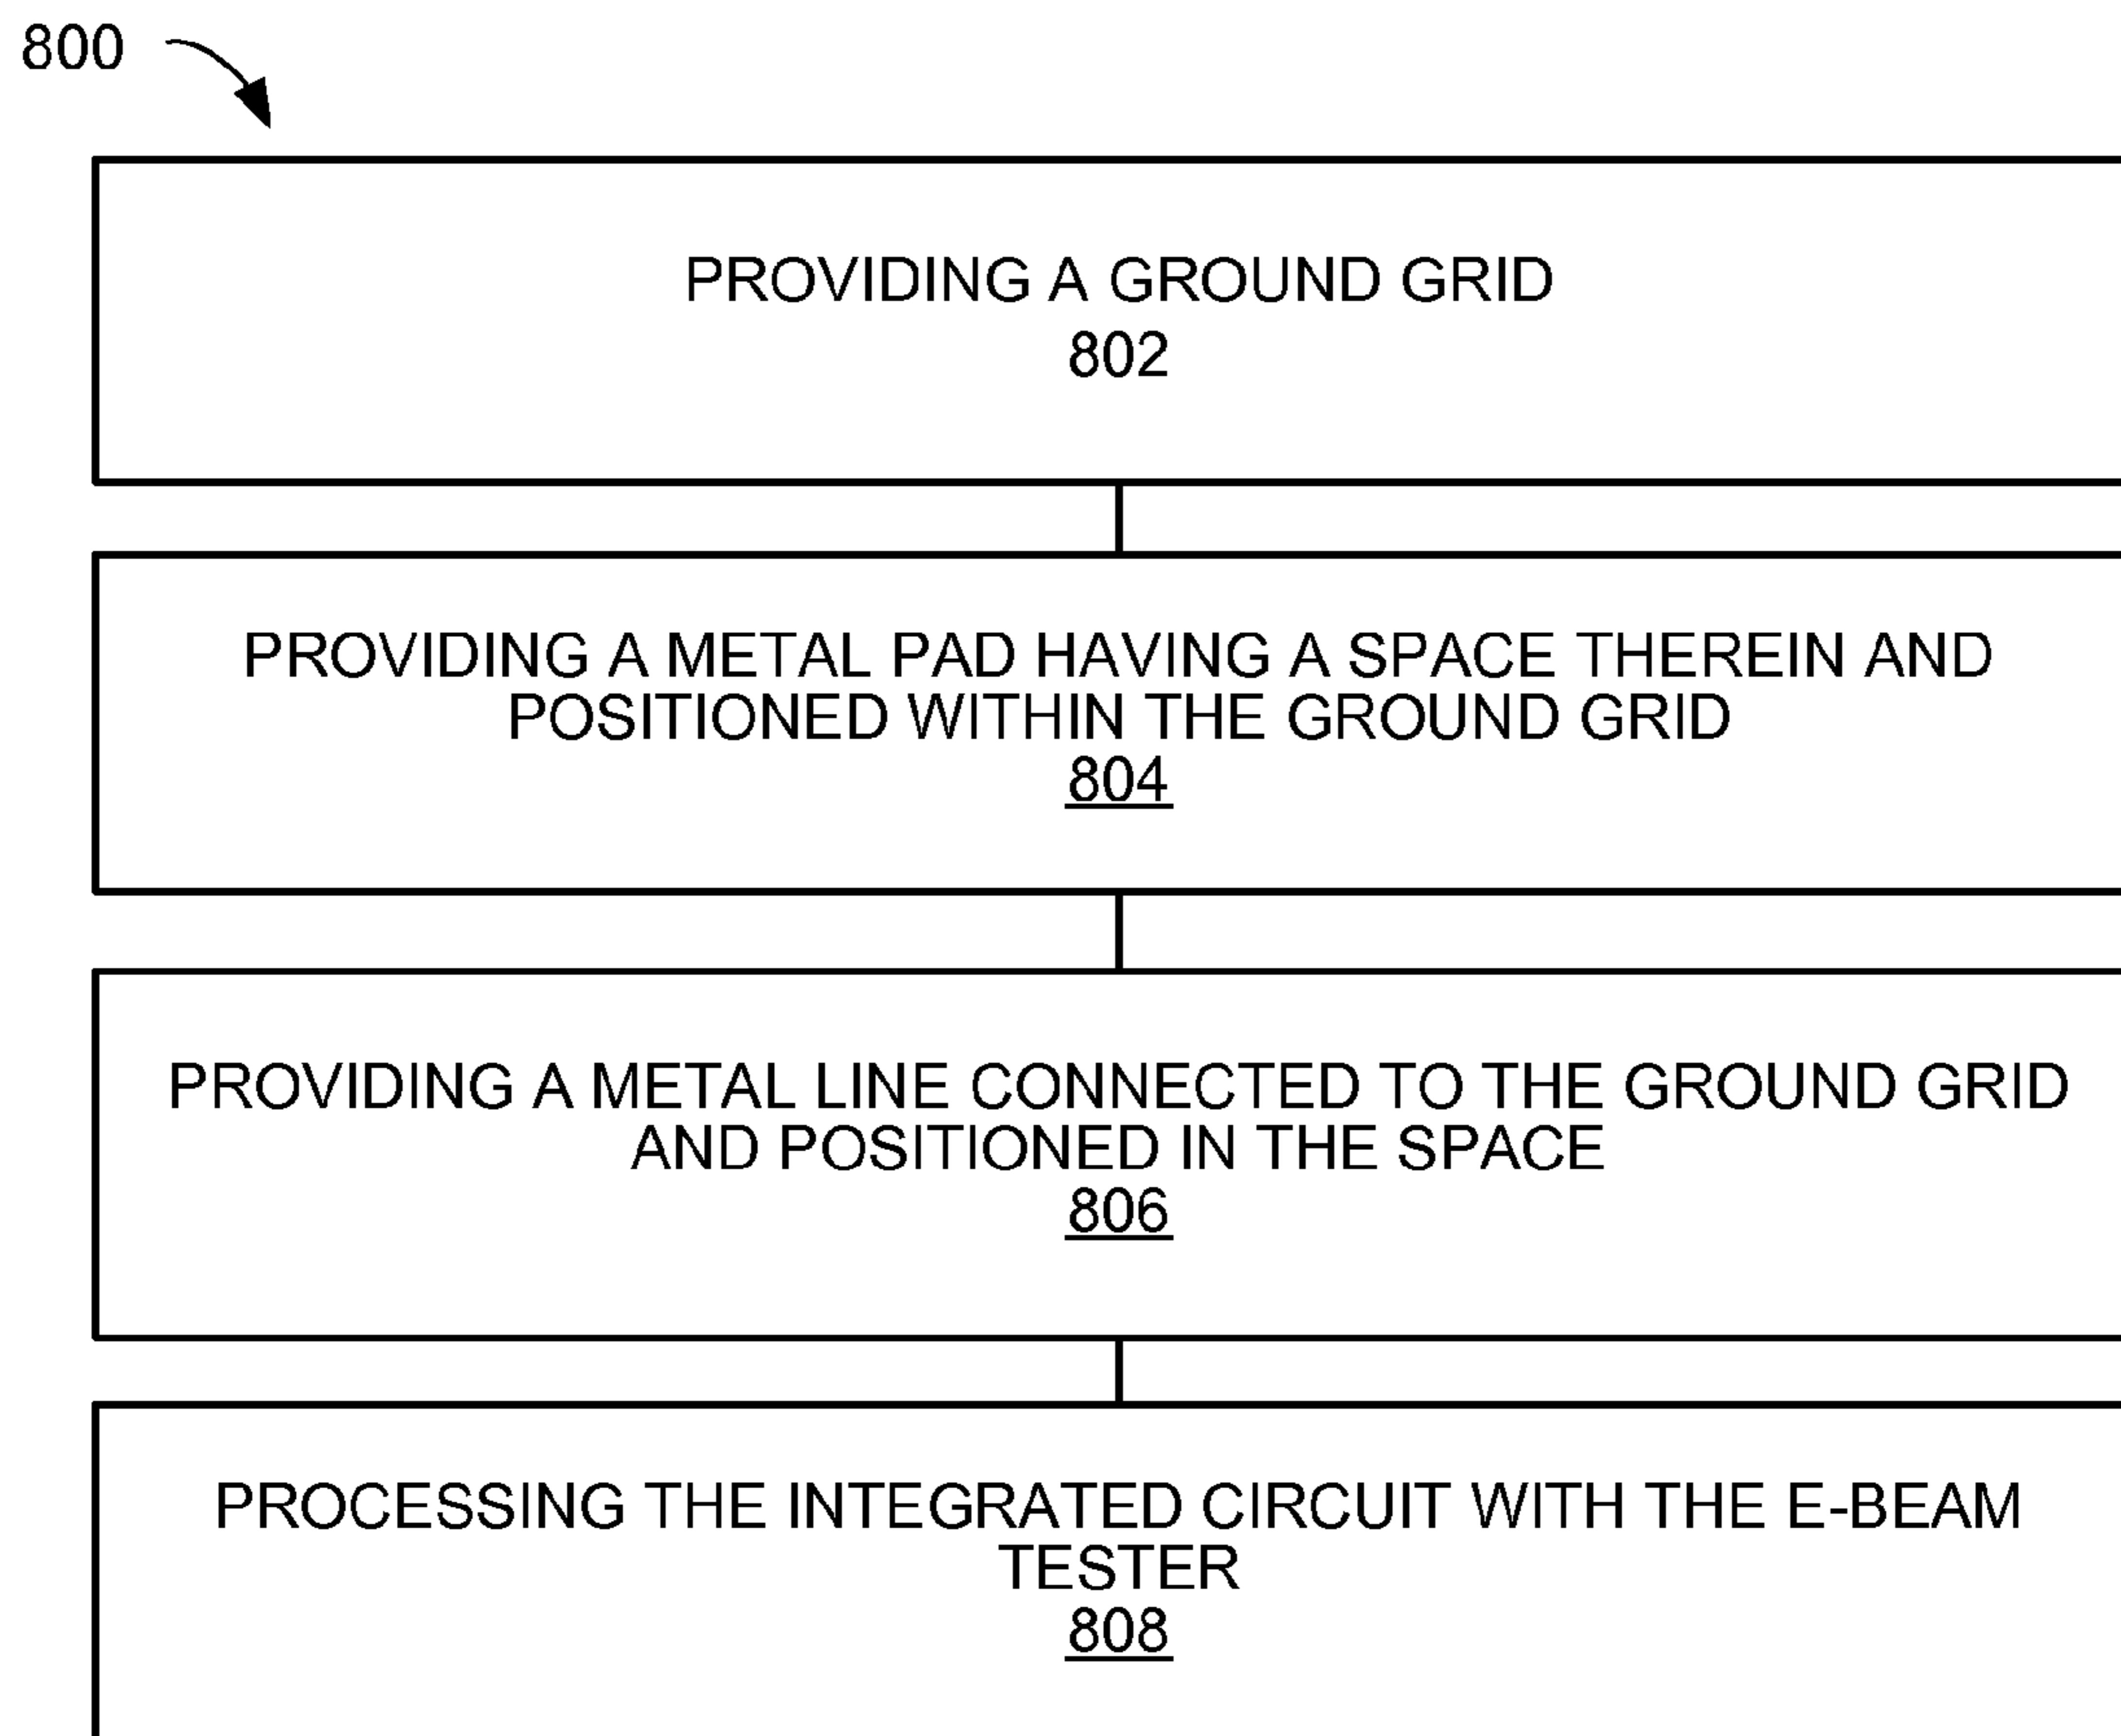 800
PROVIDING A GROUND GRID
802
PROVIDING A METAL PAD HAVING A SPACE THEREIN AND
POSITIONED WITHIN THE GROUND GRID
804
PROVIDING A METAL LINE CONNECTED TO THE GROUND GRID
AND POSITIONED IN THE SPACE
806
PROCESSING THE INTEGRATED CIRCUIT WITH THE E-BEAM
TESTER
808